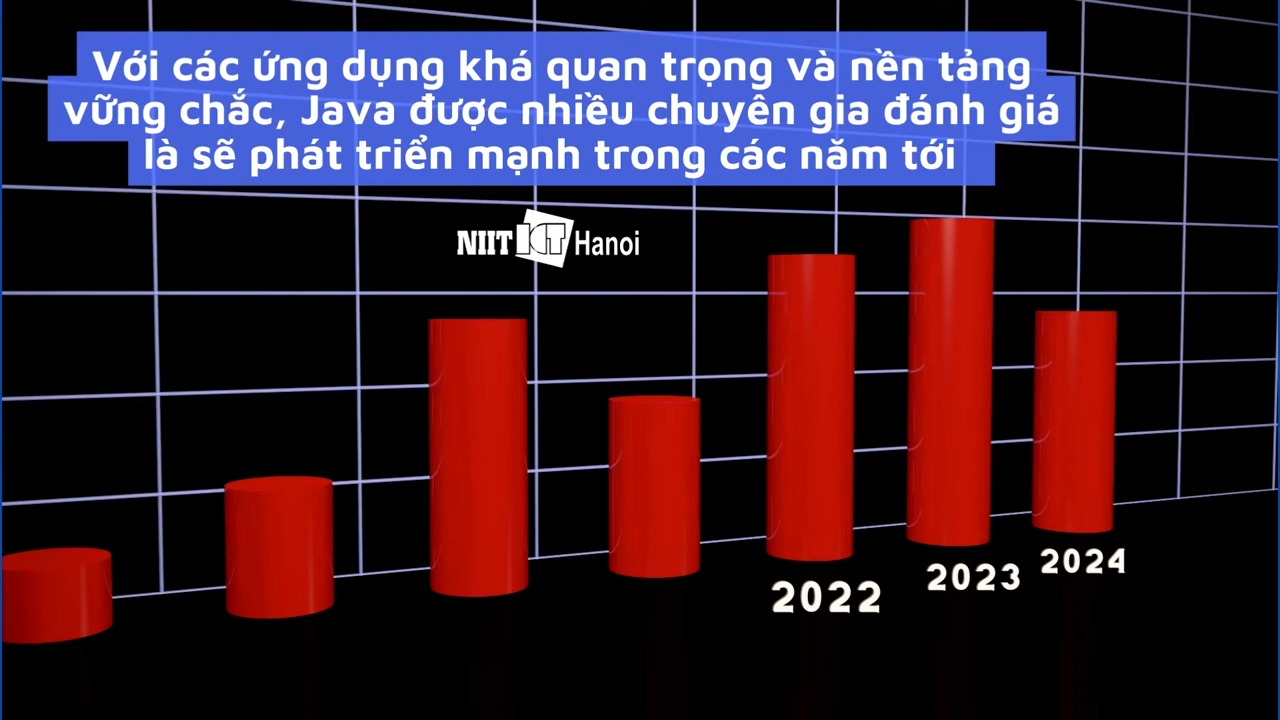 Với các ứng dụng khá quan trọng và nền tảng
vững chắc, Java được nhiều chuyên gia đánh giá
là sẽ phát triển mạnh trong các năm tới
NIIT ICT Hanoi
2022
2023
2024